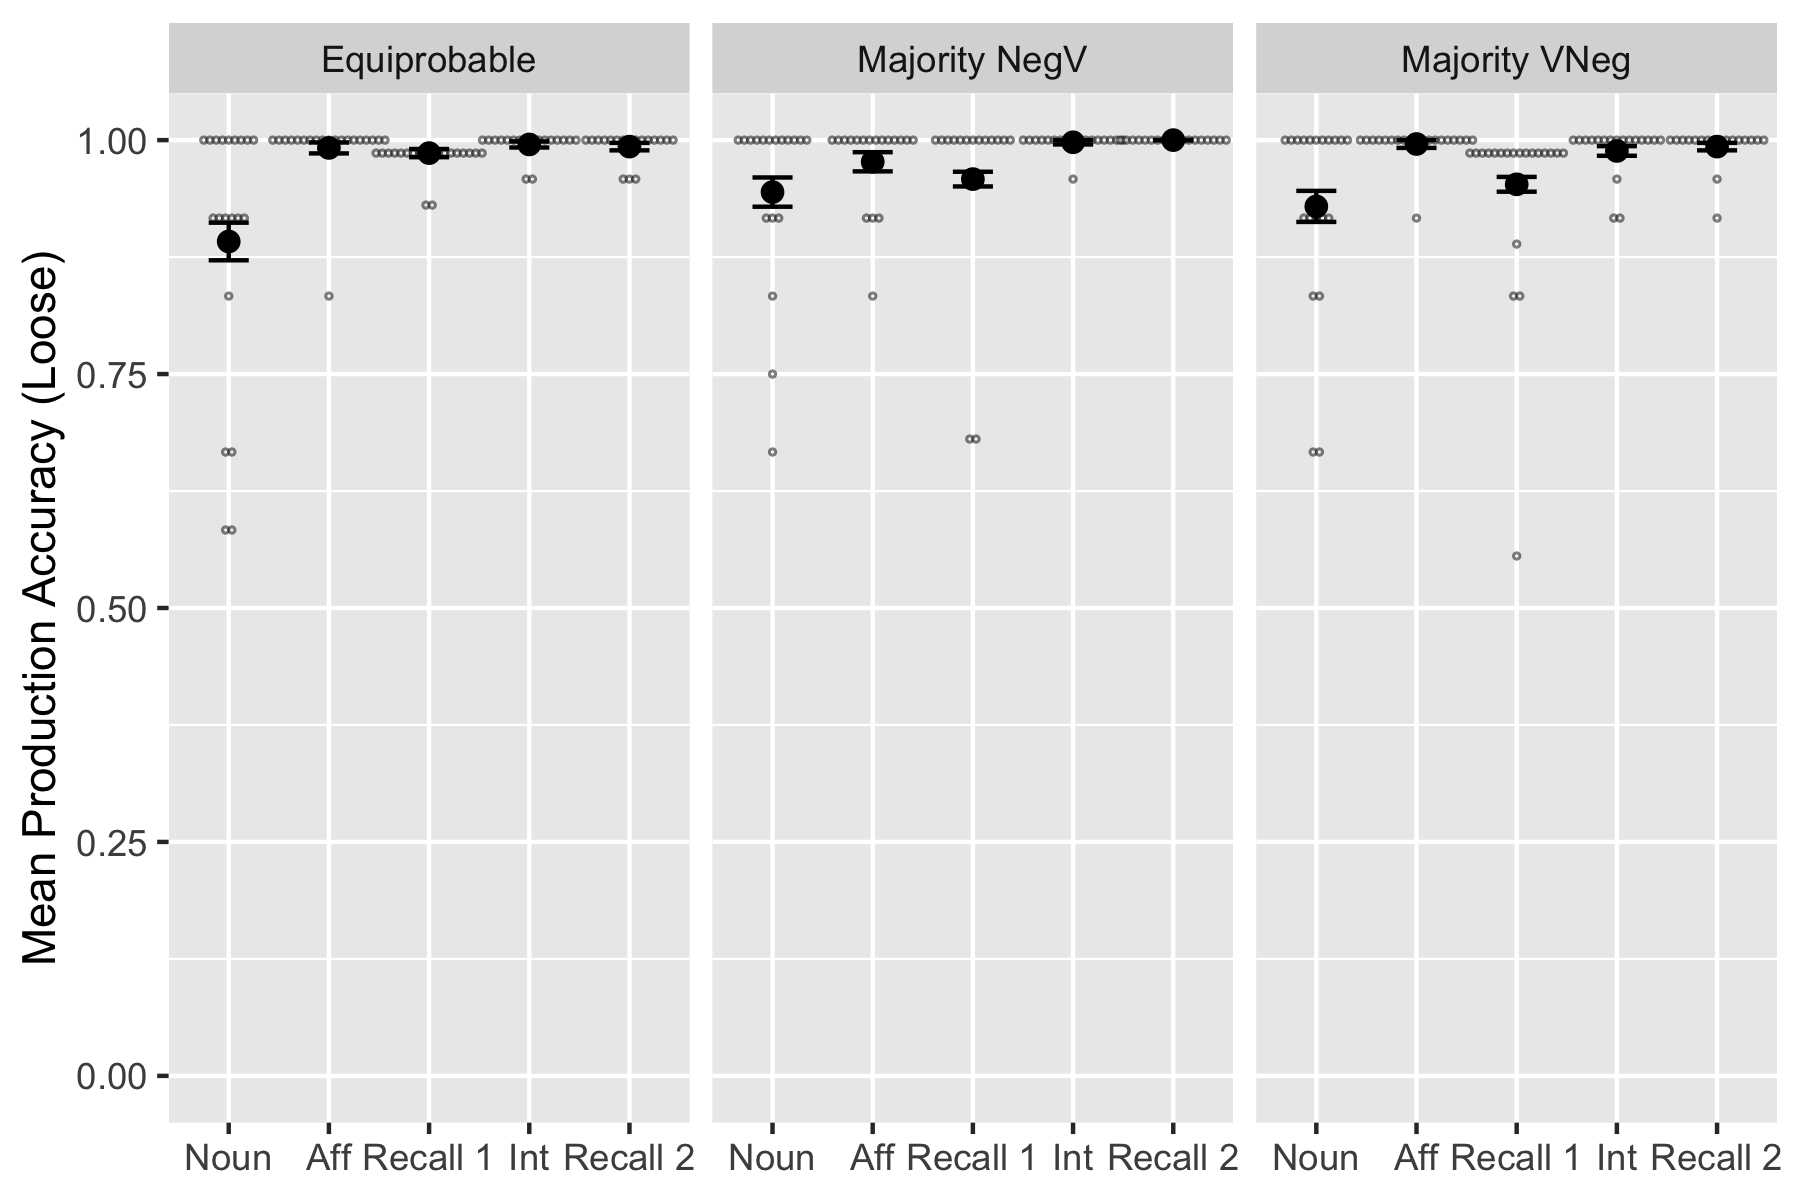 Equiprobable Majority NegV Majority VNeg
Mean Production Accuracy (Loose)
1.00
0.75
0.50
0.25
0.00
Noun Aff Recall 1 Int Recall 2 Noun Aff Recall 1 Int Recall 2 Noun Aff Recall 1 Int Recall 2